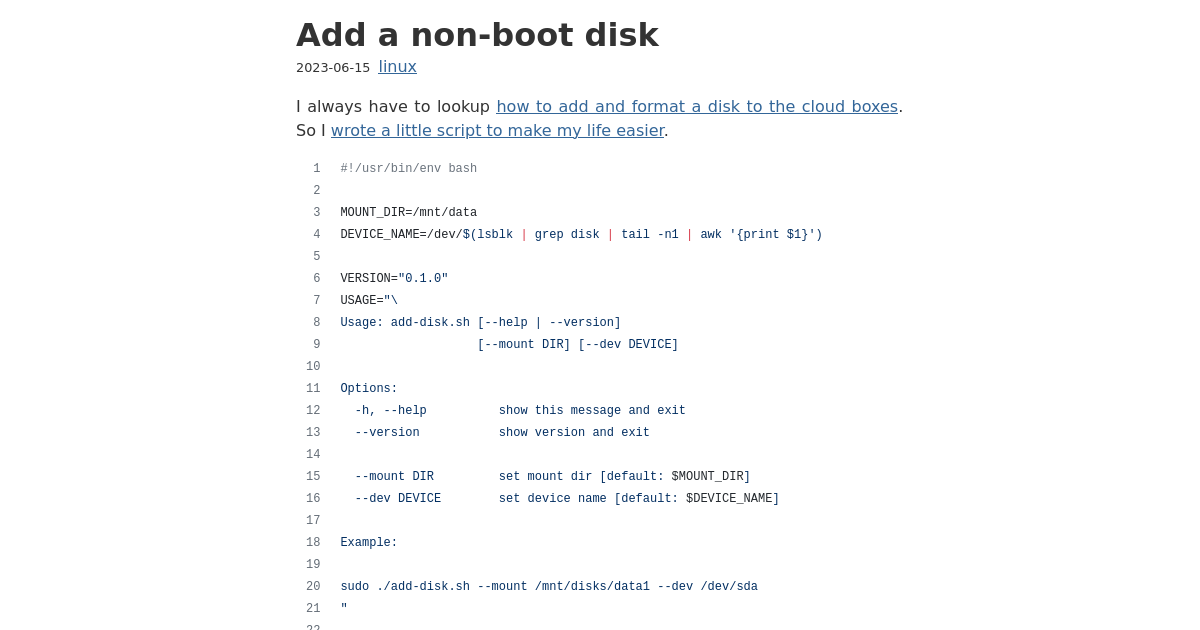 Add a non-boot disk
2023-06-15 linux
I always have to lookup how to add and format a disk to the cloud boxes.
So I wrote a little script to make my life easier.
1 #!/usr/bin/env bash
2
3 MOUNT_DIR=/mnt/data
4 DEVICE_NAME=/dev/$(lsblk | grep disk | tail -n1 | awk '{print $1}')
5
6 VERSION="0.1.0"
7 USAGE="\
8 Usage: add-disk.sh [--help | --version]
9                    [--mount DIR] [--dev DEVICE]
10
11 Options:
12   -h, --help          show this message and exit
13   --version           show version and exit
14
15   --mount DIR         set mount dir [default: $MOUNT_DIR]
16   --dev DEVICE        set device name [default: $DEVICE_NAME]
17
18 Example:
19
20 sudo ./add-disk.sh --mount /mnt/disks/data1 --dev /dev/sda
21 "
22